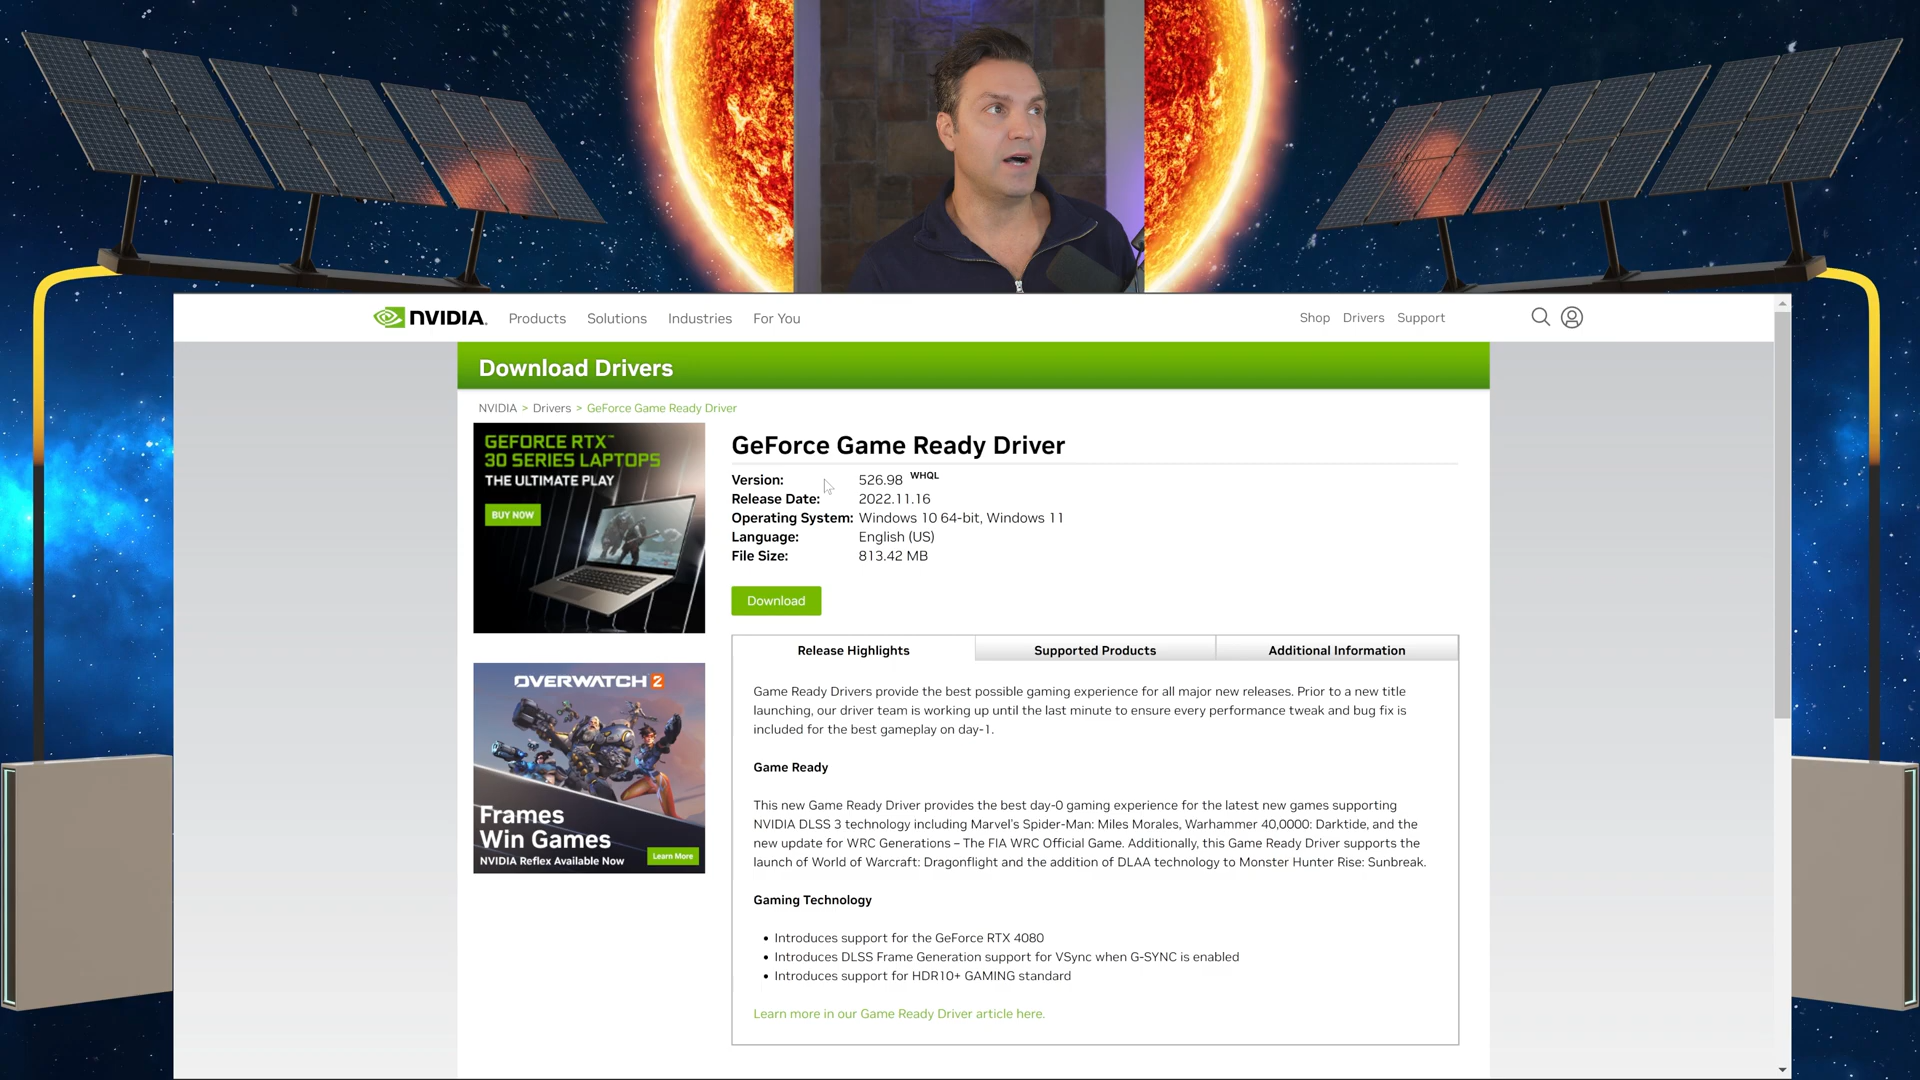 NVIDIA.
Products
Solutions
Industries
For You
Shop
Drivers
Support
Download Drivers
NVIDIA > Drivers > GeForce Game Ready Driver
GEFORCE RTX™
30 SERIES LAPTOPS
THE ULTIMATE PLAY
BUY NOW
OVERWATCH 2
Frames
Win Games
NVIDIA Reflex Available Now
Learn More
GeForce Game Ready Driver
Version: 526.98 WHQL
Release Date: 2022.11.16
Operating System: Windows 10 64-bit, Windows 11
Language: English (US)
File Size: 813.42 MB
Download
Release Highlights
Supported Products
Additional Information
Game Ready Drivers provide the best possible gaming experience for all major new releases. Prior to a new title
launching, our driver team is working up until the last minute to ensure every performance tweak and bug fix is
included for the best gameplay on day-1.
Game Ready
This new Game Ready Driver provides the best day-0 gaming experience for the latest new games supporting
NVIDIA DLSS 3 technology including Marvel's Spider-Man: Miles Morales, Warhammer 40,0000: Darktide, and the
new update for WRC Generations – The FIA WRC Official Game. Additionally, this Game Ready Driver supports the
launch of World of Warcraft: Dragonflight and the addition of DLAA technology to Monster Hunter Rise: Sunbreak.
Gaming Technology
• Introduces support for the GeForce RTX 4080
• Introduces DLSS Frame Generation support for VSync when G-SYNC is enabled
• Introduces support for HDR10+ GAMING standard
Learn more in our Game Ready Driver article here.